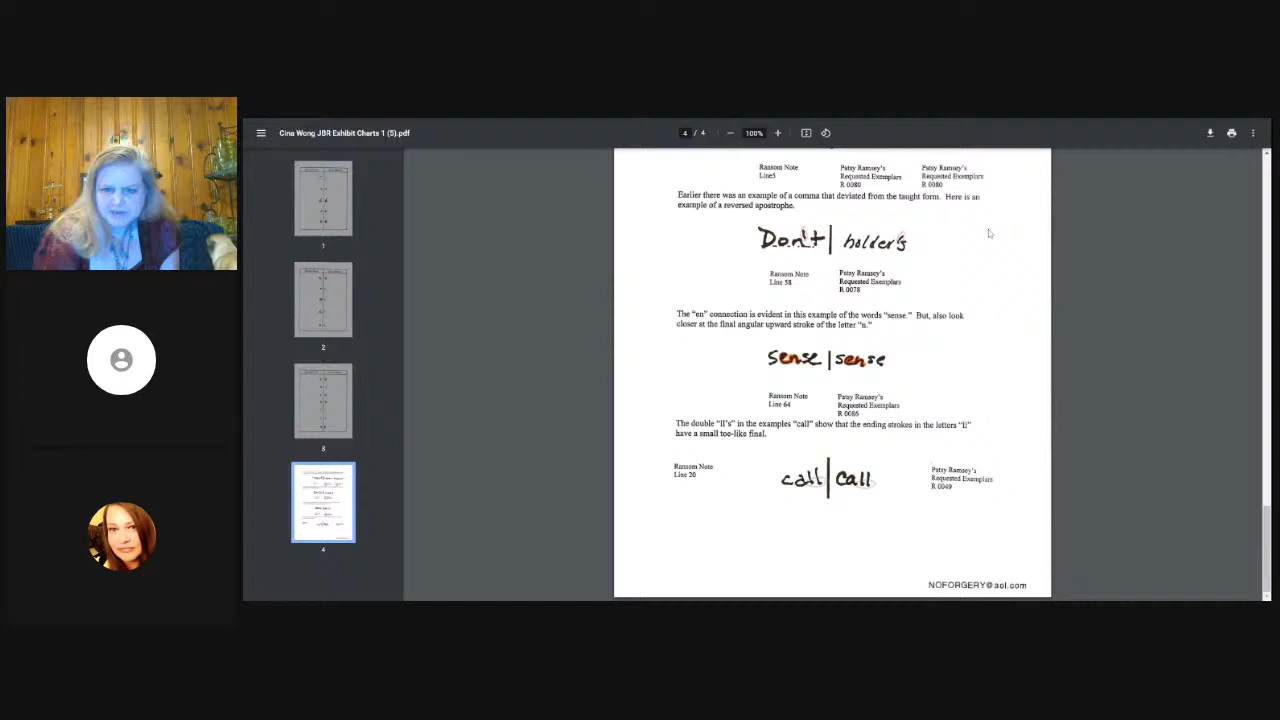 Cina Wong JBR Exhibit Charts 1 (5).pdf
4 / 4
100%
1
2
3
4
Ransom Note
Line5
Patsy Ramsey's
Requested Exemplars
R 0080
Patsy Ramsey's
Requested Exemplars
R 0080
Earlier there was an example of a comma that deviated from the taught form. Here is an
example of a reversed apostrophe.
Don't | holder's
Ransom Note
Line 58
Patsy Ramsey's
Requested Exemplars
R 0078
The "en" connection is evident in this example of the words "sense." But, also look
closer at the final angular upward stroke of the letter "n."
sense | sense
Ransom Note
Line 64
Patsy Ramsey's
Requested Exemplars
R 0086
The double "ll's" in the examples "call" show that the ending strokes in the letters "ll"
have a small toe-like final.
Ransom Note
Line 20
call | call
Patsy Ramsey's
Requested Exemplars
R 0049
NOFORGERY@aol.com